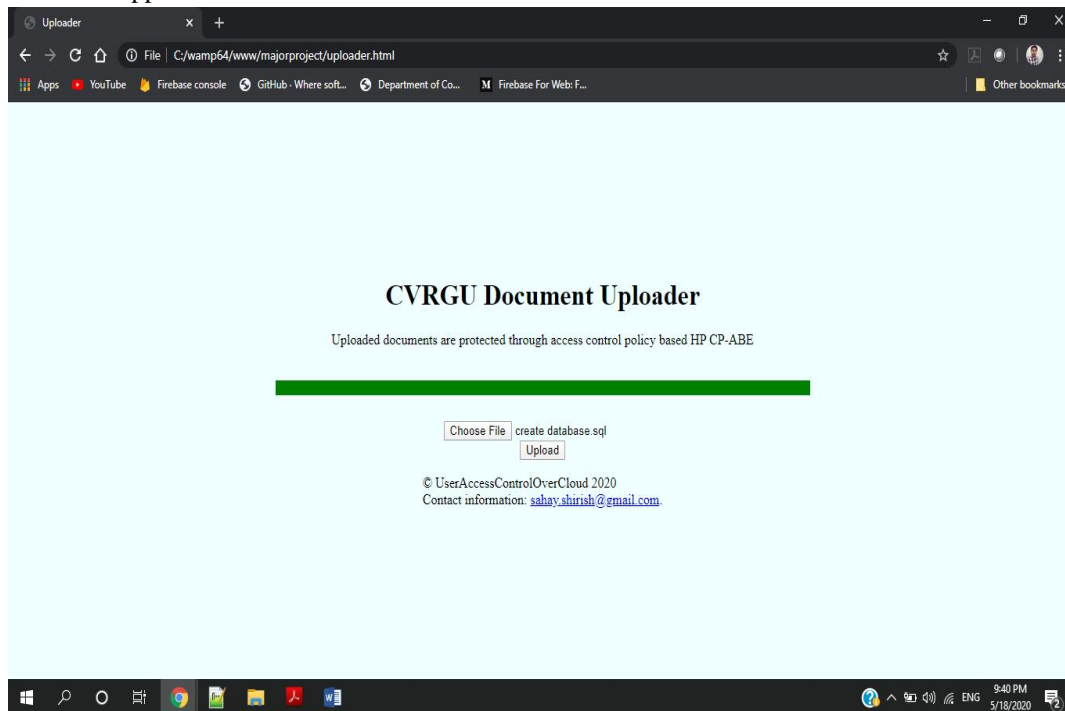 Uploader
File C:/wamp64/www/majorproject/uploader.html
Apps YouTube Firebase console GitHub · Where soft... Department of Co... M Firebase For Web: F... Other bookmarks
CVRGU Document Uploader
Uploaded documents are protected through access control policy based HP CP-ABE
Choose File create database.sql
Upload
© UserAccessControlOverCloud 2020
Contact information: sahay.shirish@gmail.com.
ENG 9:40 PM
5/18/2020